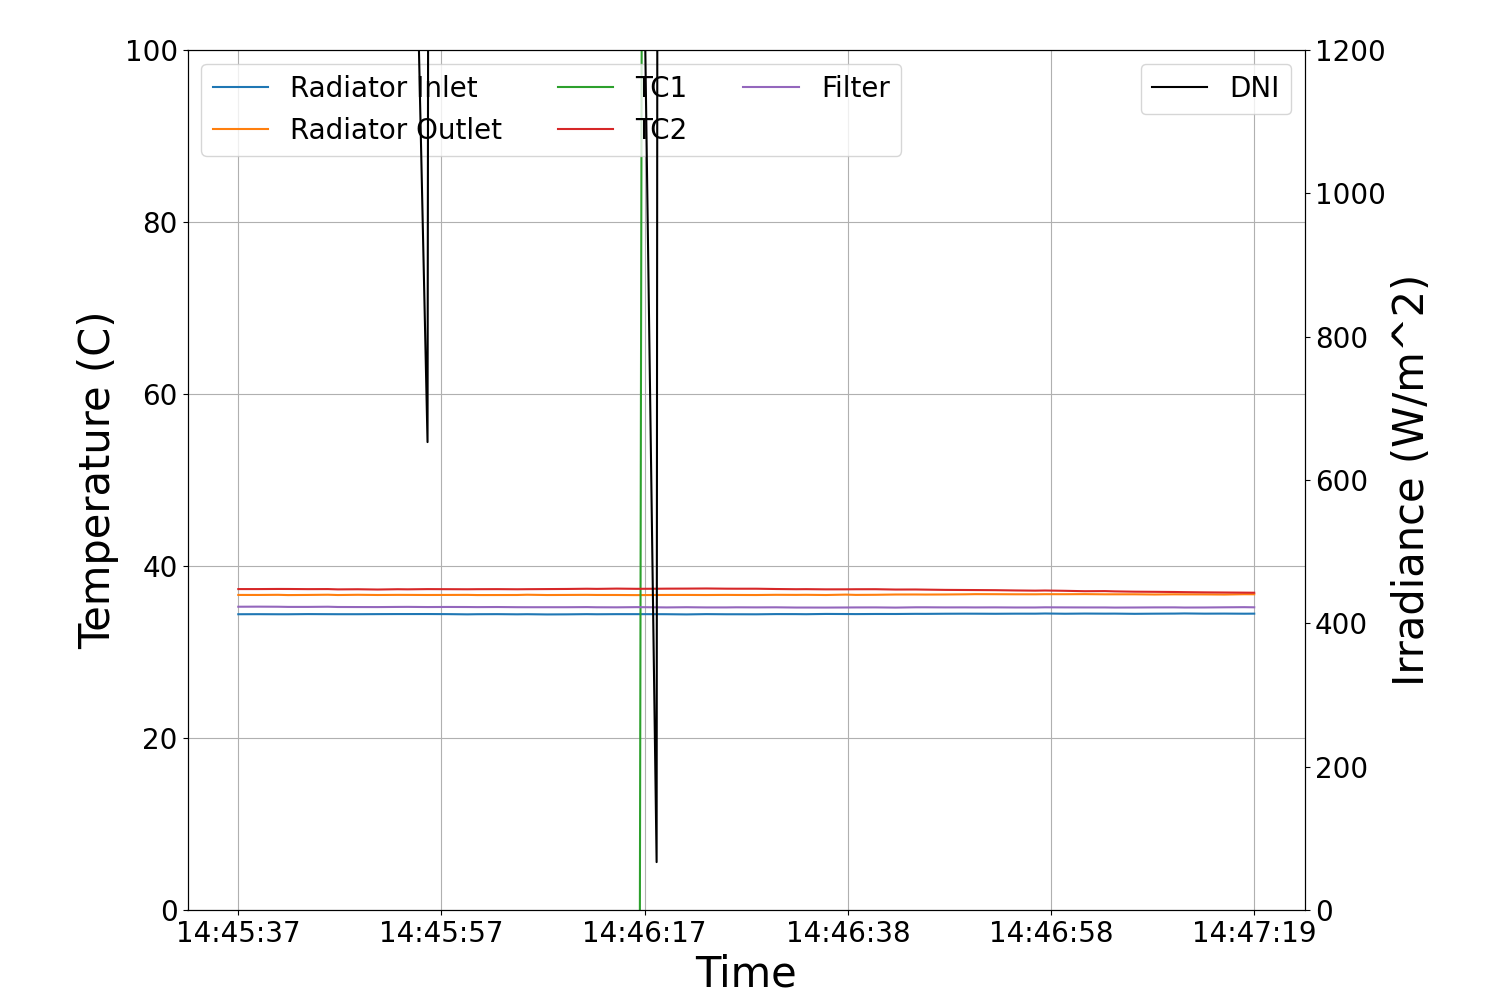 100
80
60
40
20
0
Temperature (C)
Radiator Inlet
Radiator Outlet
TC1
TC2
Filter
DNI
1200
1000
800
600
400
200
0
Irradiance (W/m^2)
14:45:37 14:45:57 14:46:17 14:46:38 14:46:58 14:47:19
Time